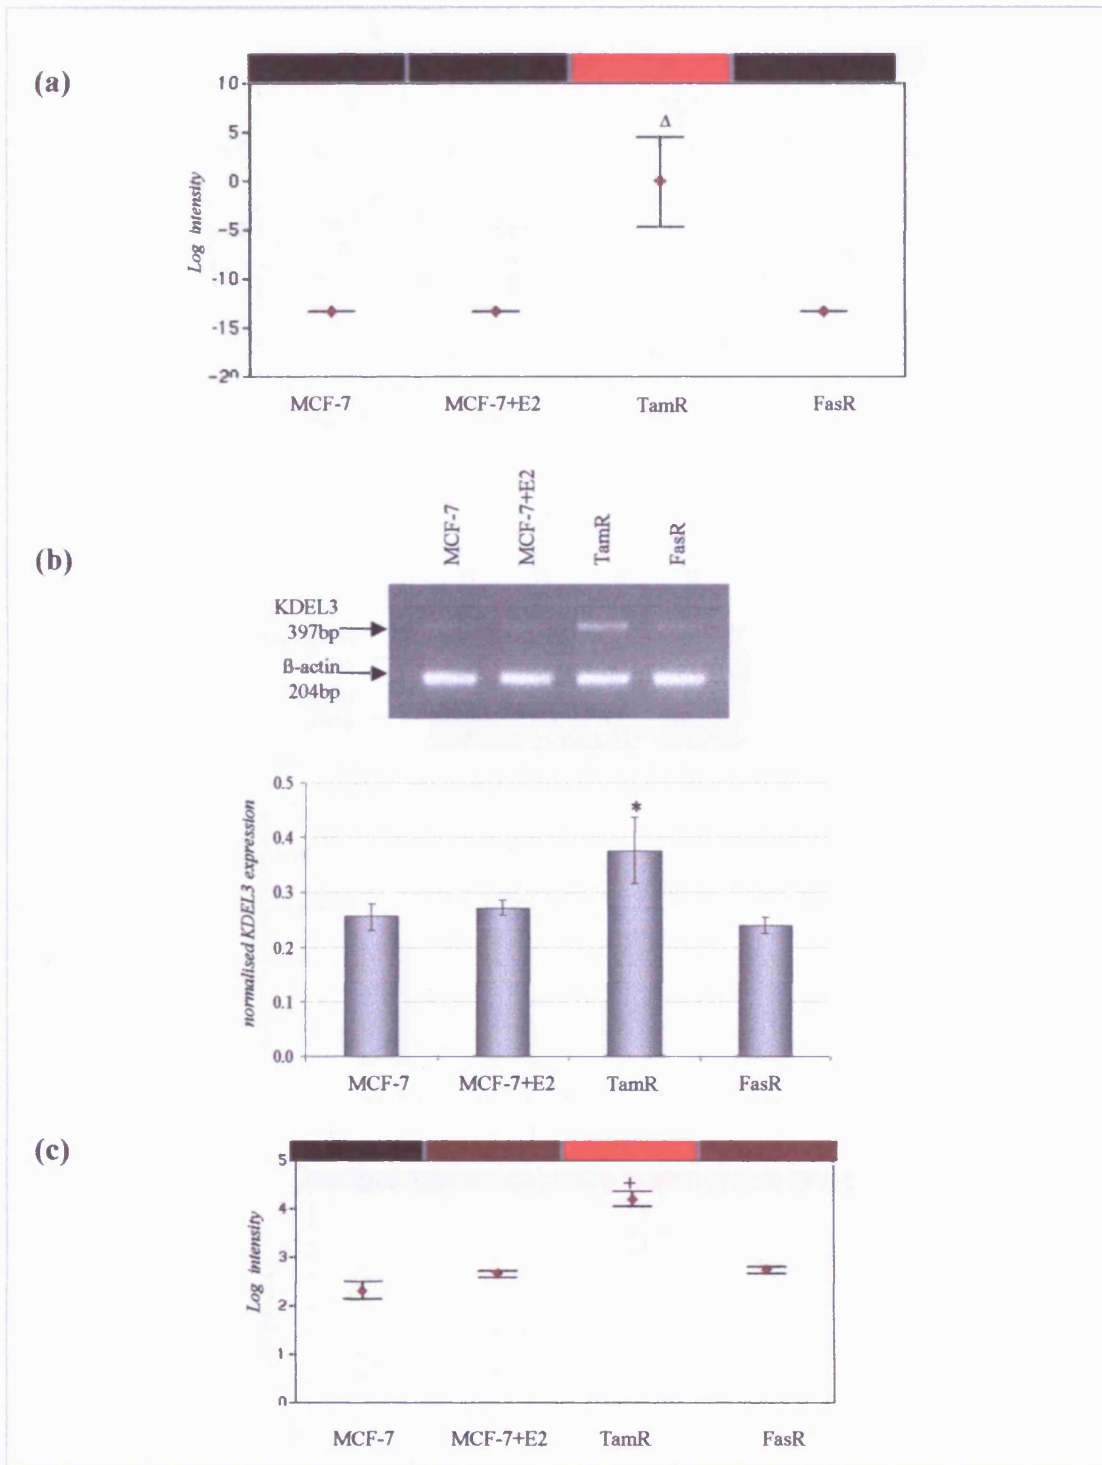 (a)
10
5
0
-5
-10
-15
-20
Log intensity
Δ
MCF-7 MCF-7+E2 TamR FasR
(b)
MCF-7
MCF-7+E2
TamR
FasR
KDEL3
397bp
β-actin
204bp
0.5
0.4
0.3
0.2
0.1
0.0
normalised KDEL3 expression
*
MCF-7 MCF-7+E2 TamR FasR
(c)
5
4
3
2
1
0
Log intensity
+
MCF-7 MCF-7+E2 TamR FasR